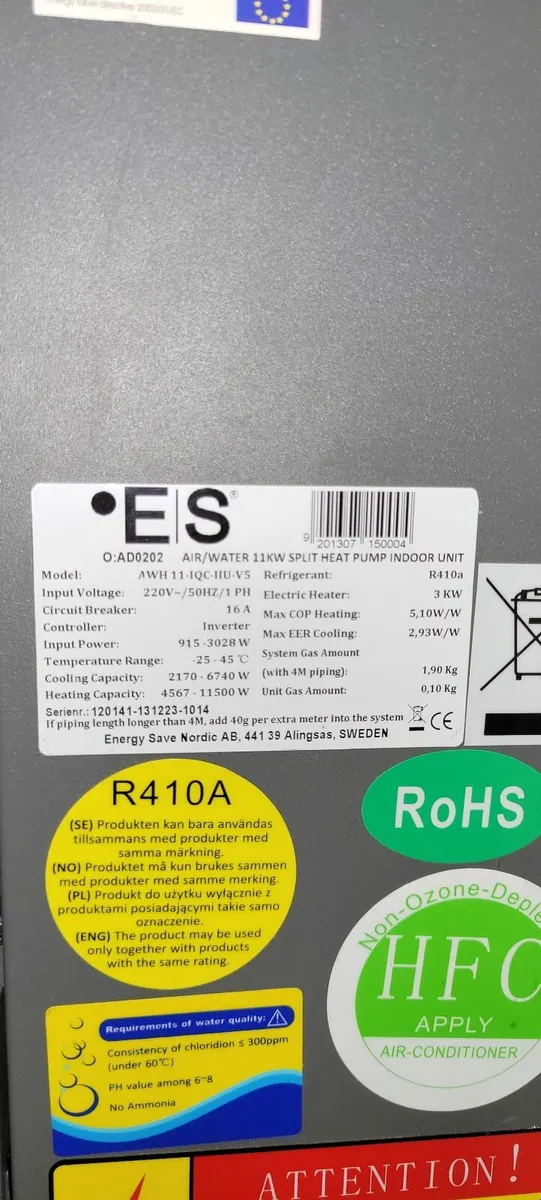 Energy label directive 2002/31/EC
•E|S®
9 201307 150004
O:AD0202 AIR/WATER 11KW SPLIT HEAT PUMP INDOOR UNIT
Model: AWH 11-IQC-HU-V5
Input Voltage: 220V~/50HZ/1 PH
Circuit Breaker: 16 A
Controller: Inverter
Input Power: 915-3028 W
Temperature Range: -25 - 45 ℃
Cooling Capacity: 2170 - 6740 W
Heating Capacity: 4567 - 11500 W
Refrigerant: R410a
Electric Heater: 3 KW
Max COP Heating: 5,10W/W
Max EER Cooling: 2,93W/W
System Gas Amount
(with 4M piping): 1,90 Kg
Unit Gas Amount: 0,10 Kg
Serienr.: 120141-131223-1014
If piping length longer than 4M, add 40g per extra meter into the system
CE
Energy Save Nordic AB, 441 39 Alingsas, SWEDEN
R410A
(SE) Produkten kan bara användas
tillsammans med produkter med
samma märkning.
(NO) Produktet må kun brukes sammen
med produkter med samme merking.
(PL) Produkt do użytku wyłącznie z
produktami posiadającymi takie samo
oznaczenie.
(ENG) The product may be used
only together with products
with the same rating.
RoHS
Non-Ozone-Deple
HFC
APPLY
AIR-CONDITIONER
Requirements of water quality:
Consistency of chloridion ≤ 300ppm
(under 60℃)
PH value among 6~8
No Ammonia
ATTENTION!